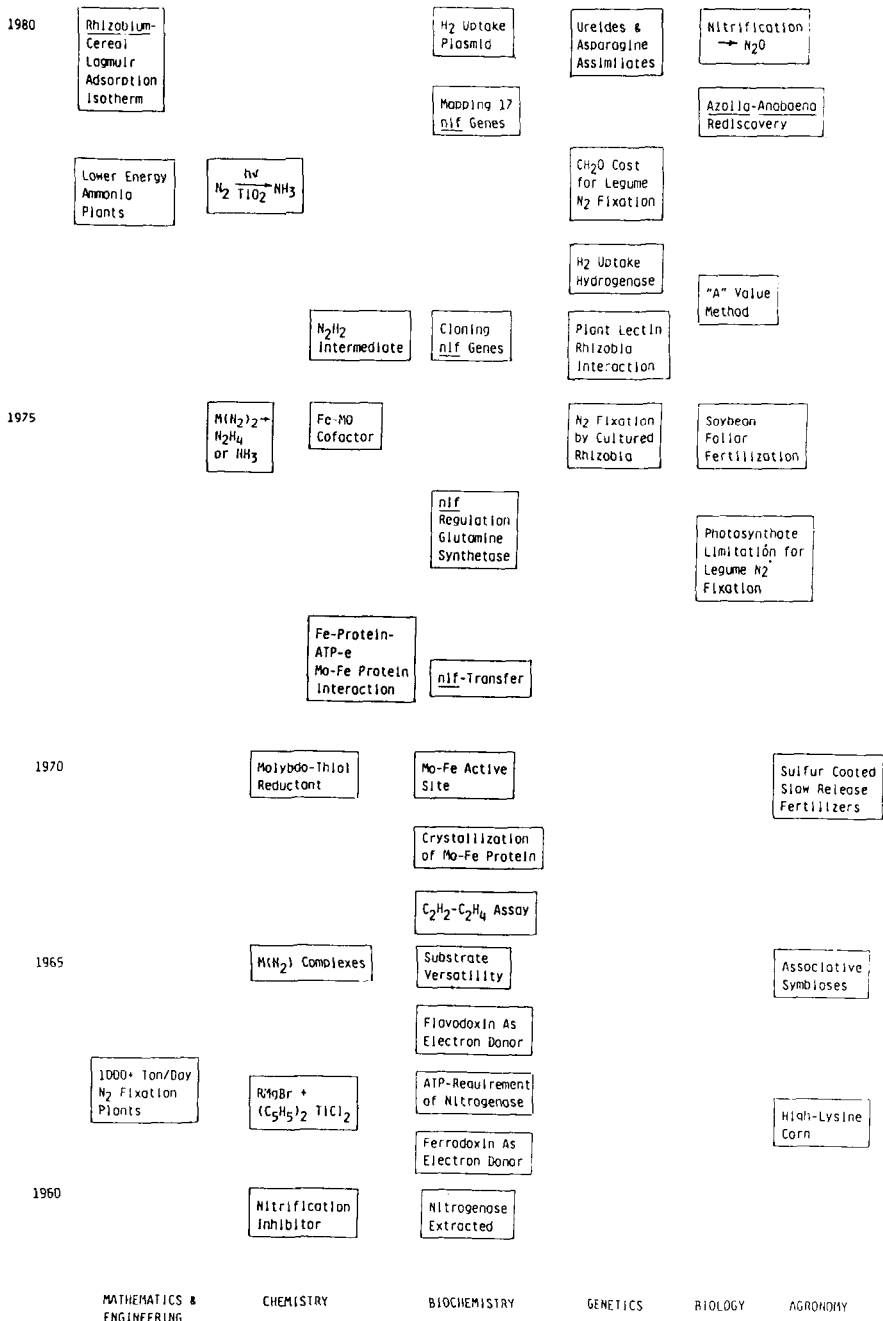 1980
Rhizobium-
Cereal
Lagmuir
Adsorption
Isotherm
H2 Uptake
Plasmid
Ureides &
Asparagine
Assimilates
Nitrification
→ N2O
Mapping 17
nif Genes
Azolla-Anabaena
Rediscovery
Lower Energy
Ammonia
Plants
hν
N2 → NH3
TiO2
CH2O Cost
for Legume
N2 Fixation
H2 Uptake
Hydrogenase
"A" Value
Method
N2H2
Intermediate
Cloning
nif Genes
Plant Lectin
Rhizobia
Interaction
1975
M(N2)2→
N2H4
or NH3
Fe-MO
Cofactor
N2 Fixation
by Cultured
Rhizobia
Soybean
Foliar
Fertilization
nif
Regulation
Glutamine
Synthetase
Photosynthate
Limitation for
Legume N2
Fixation
Fe-Protein-
ATP-e
Mo-Fe Protein
Interaction
nif-Transfer
1970
Molybdo-Thiol
Reductant
Mo-Fe Active
Site
Sulfur Coated
Slow Release
Fertilizers
Crystallization
of Mo-Fe Protein
C2H2-C2H4 Assay
1965
M(N2) Complexes
Substrate
Versatility
Associative
Symbioses
Flavodoxin As
Electron Donor
1000+ Ton/Day
N2 Fixation
Plants
RMgBr +
(C5H5)2 TiCl2
ATP-Requirement
of Nitrogenase
High-Lysine
Corn
Ferrodoxin As
Electron Donor
1960
Nitrification
Inhibitor
Nitrogenase
Extracted
MATHEMATICS &
ENGINEERING
CHEMISTRY
BIOCHEMISTRY
GENETICS
BIOLOGY
AGRONOMY